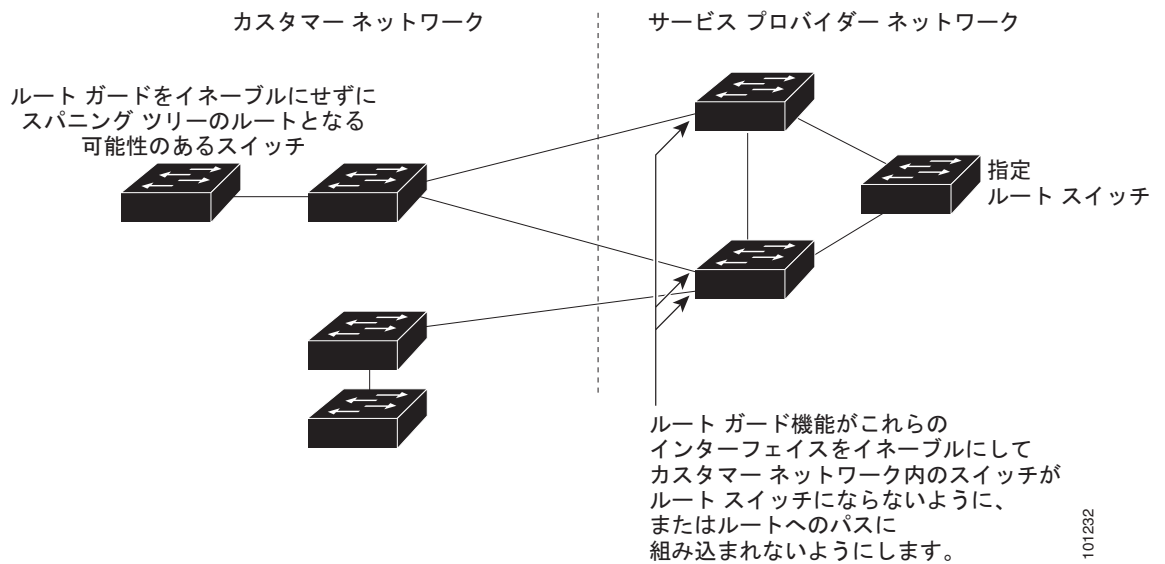 カスタマー ネットワーク
サービス プロバイダー ネットワーク
ルート ガードをイネーブルにせずに
スパニング ツリーのルートとなる
可能性のあるスイッチ
指定
ルート スイッチ
ルート ガード機能がこれらの
インターフェイスをイネーブルにして
カスタマー ネットワーク内のスイッチが
ルート スイッチにならないように、
またはルートへのパスに
組み込まれないようにします。
101232